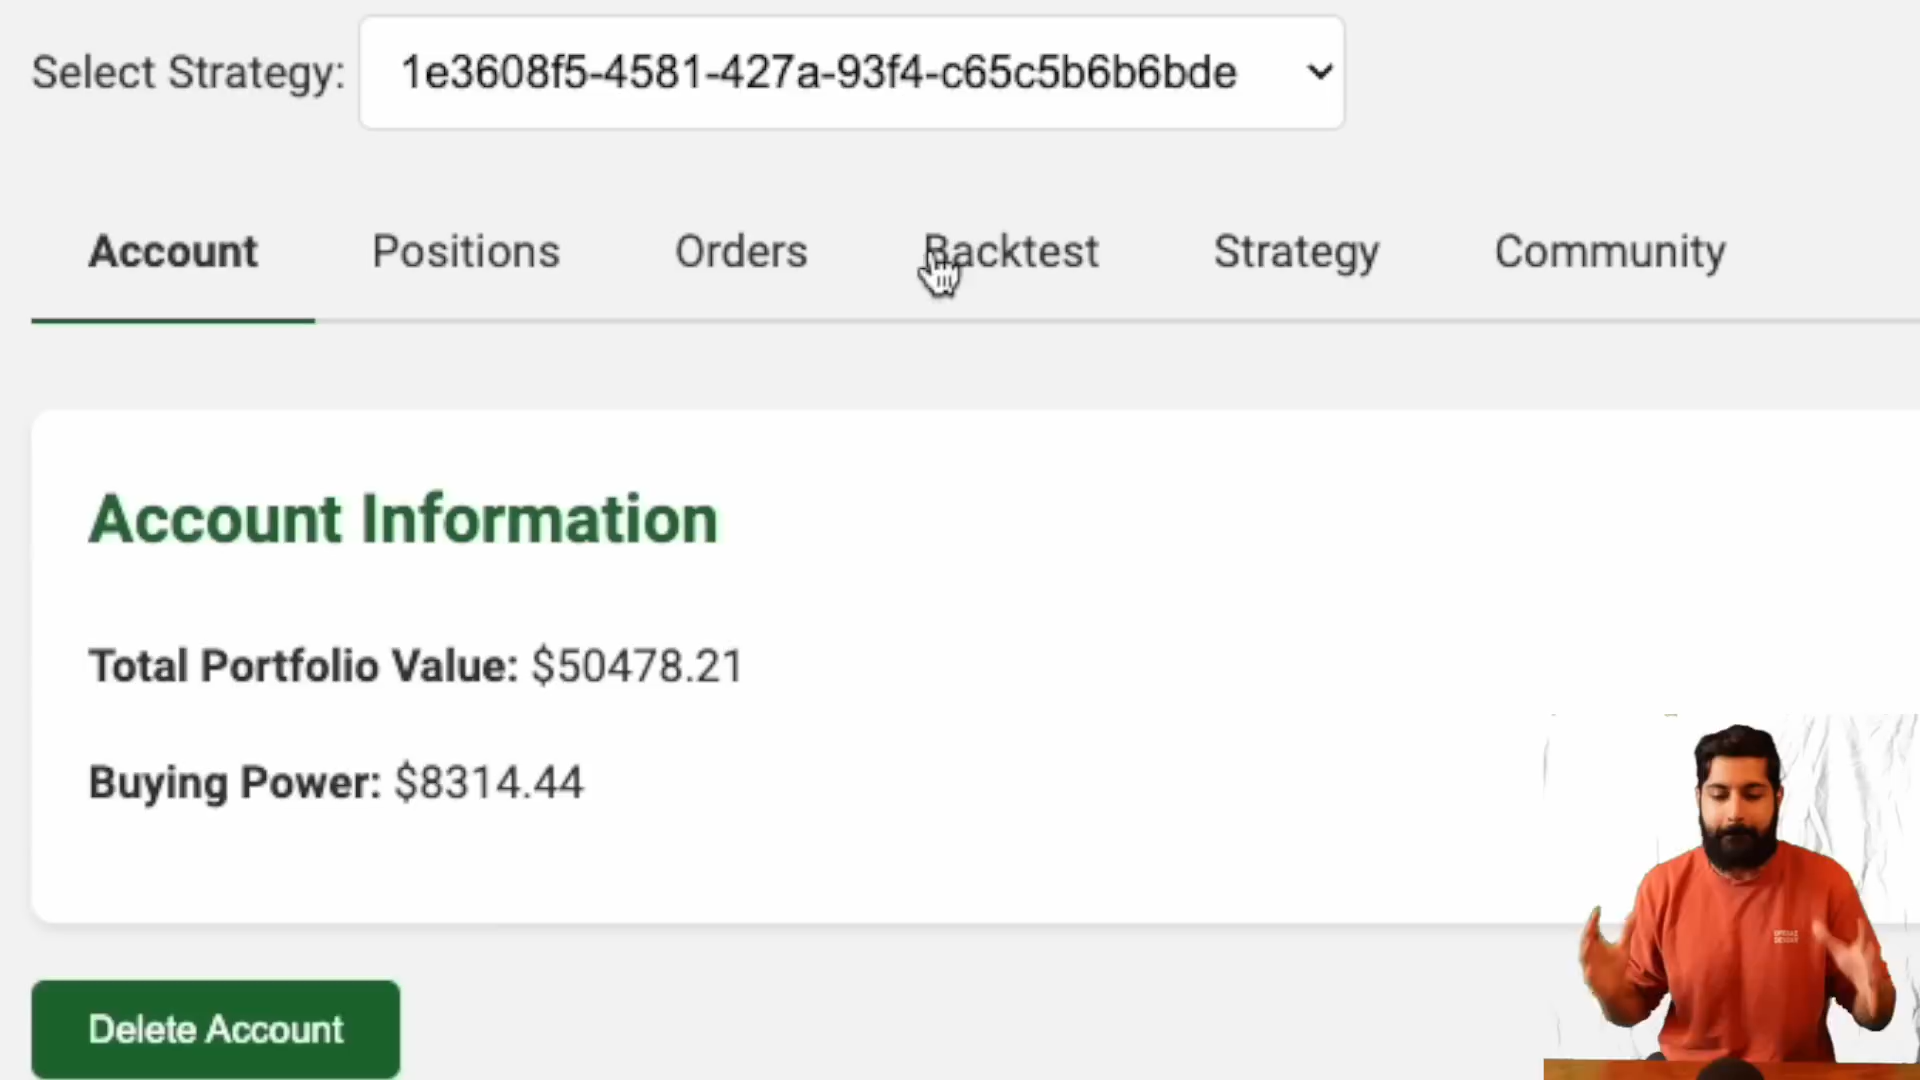 Select Strategy: 1e3608f5-4581-427a-93f4-c65c5b6b6bde
Account Positions Orders Backtest Strategy Community
Account Information
Total Portfolio Value: $50478.21
Buying Power: $8314.44
Delete Account